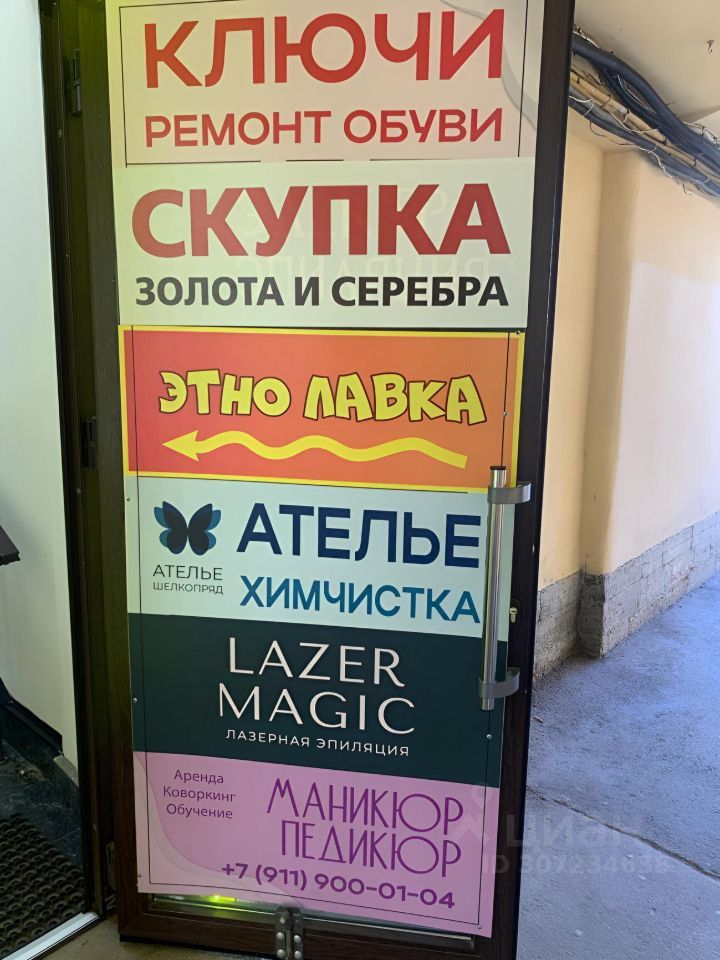 КЛЮЧИ
РЕМОНТ ОБУВИ
СКУПКА
ЗОЛОТА И СЕРЕБРА
ЭТНО ЛАВКА
АТЕЛЬЕ
ШЕЛКОПРЯД
АТЕЛЬЕ
ХИМЧИСТКА
LAZER
MAGIC
ЛАЗЕРНАЯ ЭПИЛЯЦИЯ
Аренда
Коворкинг
Обучение
МАНИКЮР
ПЕДИКЮР
+7 (911) 900-01-04
циан